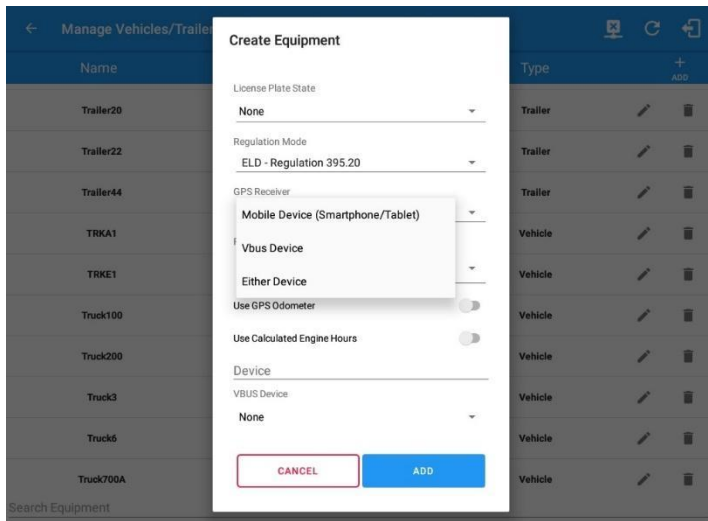 Manage Vehicles/Trailer
Name
Type
ADD
Create Equipment
License Plate State
None
Regulation Mode
ELD - Regulation 395.20
GPS Receiver
Mobile Device (Smartphone/Tablet)
Vbus Device
Either Device
Use GPS Odometer
Use Calculated Engine Hours
Device
VBUS Device
None
CANCEL
ADD
Trailer20
Trailer
Trailer22
Trailer
Trailer44
Trailer
TRKA1
Vehicle
TRKE1
Vehicle
Truck100
Vehicle
Truck200
Vehicle
Truck3
Vehicle
Truck6
Vehicle
Truck700A
Vehicle
Search Equipment